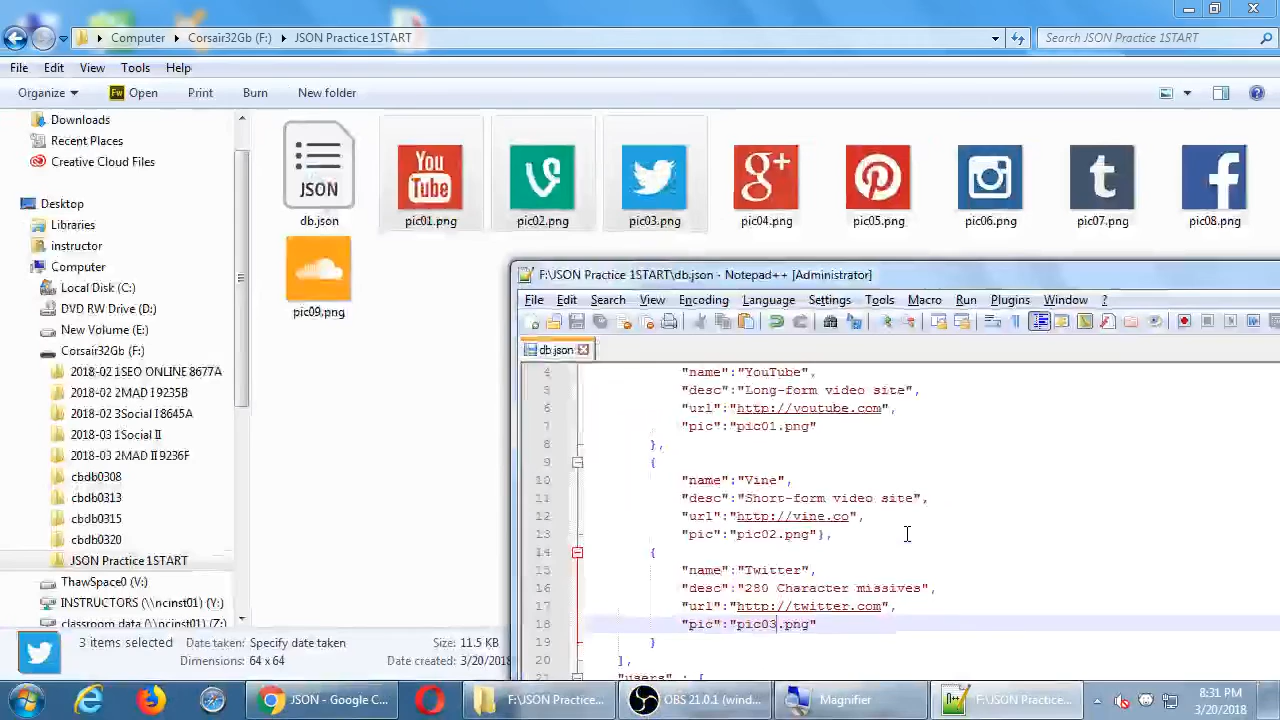 Computer ▸ Corsair32Gb (F:) ▸ JSON Practice 1START
Search JSON Practice 1START
File Edit View Tools Help
Organize Open Print Burn New folder
Downloads
Recent Places
Creative Cloud Files
Desktop
Libraries
instructor
Computer
Local Disk (C:)
DVD RW Drive (D:)
New Volume (E:)
Corsair32Gb (F:)
2018-02 1SEO ONLINE 8677A
2018-02 2MAD I 9235B
2018-02 3Social I 8645A
2018-03 1Social II
2018-03 2MAD II 9236F
cbdb0308
cbdb0313
cbdb0315
cbdb0320
JSON Practice 1START
ThawSpace0 (Y:)
INSTRUCTORS (\\ncinst01) (Y:)
classroom data (\\ncinst01) (Z:)
JSON
You
Tube
g+
t
f
db.json pic01.png pic02.png pic03.png pic04.png pic05.png pic06.png pic07.png pic08.png
pic09.png
F:\JSON Practice 1START\db.json - Notepad++ [Administrator]
File Edit Search View Encoding Language Settings Tools Macro Run Plugins Window ?
db.json
4 "name":"YouTube",
5 "desc":"Long-form video site",
6 "url":"http://youtube.com",
7 "pic":"pic01.png"
8 },
9 {
10 "name":"Vine",
11 "desc":"Short-form video site",
12 "url":"http://vine.co",
13 "pic":"pic02.png"},
14 {
15 "name":"Twitter",
16 "desc":"280 Character missives",
17 "url":"http://twitter.com",
18 "pic":"pic03.png"
19 }
20 ],
21 "users" : [
3 items selected Date taken: Specify date taken Size: 11.5 KB
Dimensions: 64 x 64 Date created: 3/20/2018
JSON - Google C... F:\JSON Practice... OBS 21.0.1 (wind... Magnifier F:\JSON Practice...
8:31 PM
3/20/2018